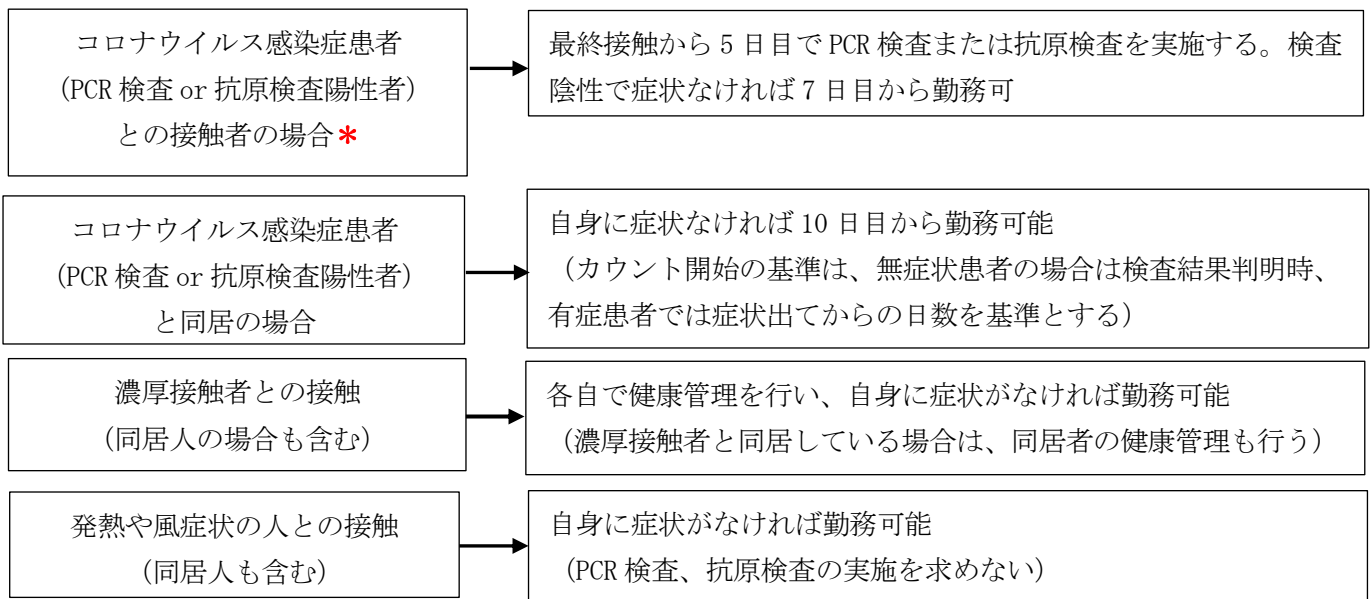 コロナウイルス感染症患者
（PCR 検査 or 抗原検査陽性者）
との接触者の場合＊
最終接触から 5 日目で PCR 検査または抗原検査を実施する。検査
陰性で症状なければ 7 日目から勤務可
コロナウイルス感染症患者
（PCR 検査 or 抗原検査陽性者）
と同居の場合
自身に症状なければ 10 日目から勤務可能
（カウント開始の基準は、無症状患者の場合は検査結果判明時、
有症患者では症状出てからの日数を基準とする）
濃厚接触者との接触
（同居人の場合も含む）
各自で健康管理を行い、自身に症状がなければ勤務可能
（濃厚接触者と同居している場合は、同居者の健康管理も行う）
発熱や風症状の人との接触
（同居人も含む）
自身に症状がなければ勤務可能
（PCR 検査、抗原検査の実施を求めない）